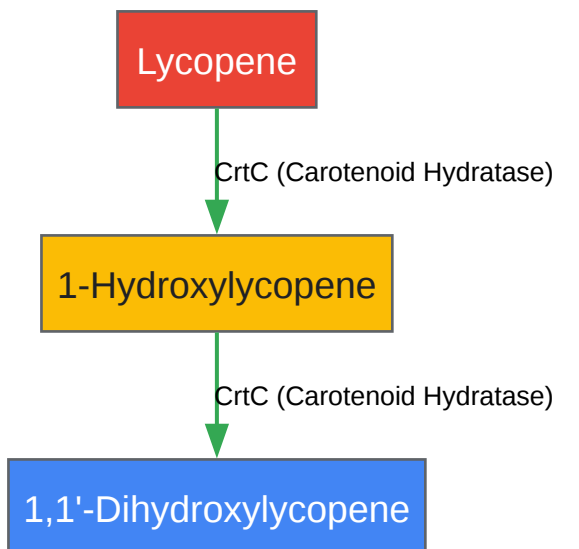 Lycopene
CrtC (Carotenoid Hydratase)
1-Hydroxylycopene
CrtC (Carotenoid Hydratase)
1,1'-Dihydroxylycopene